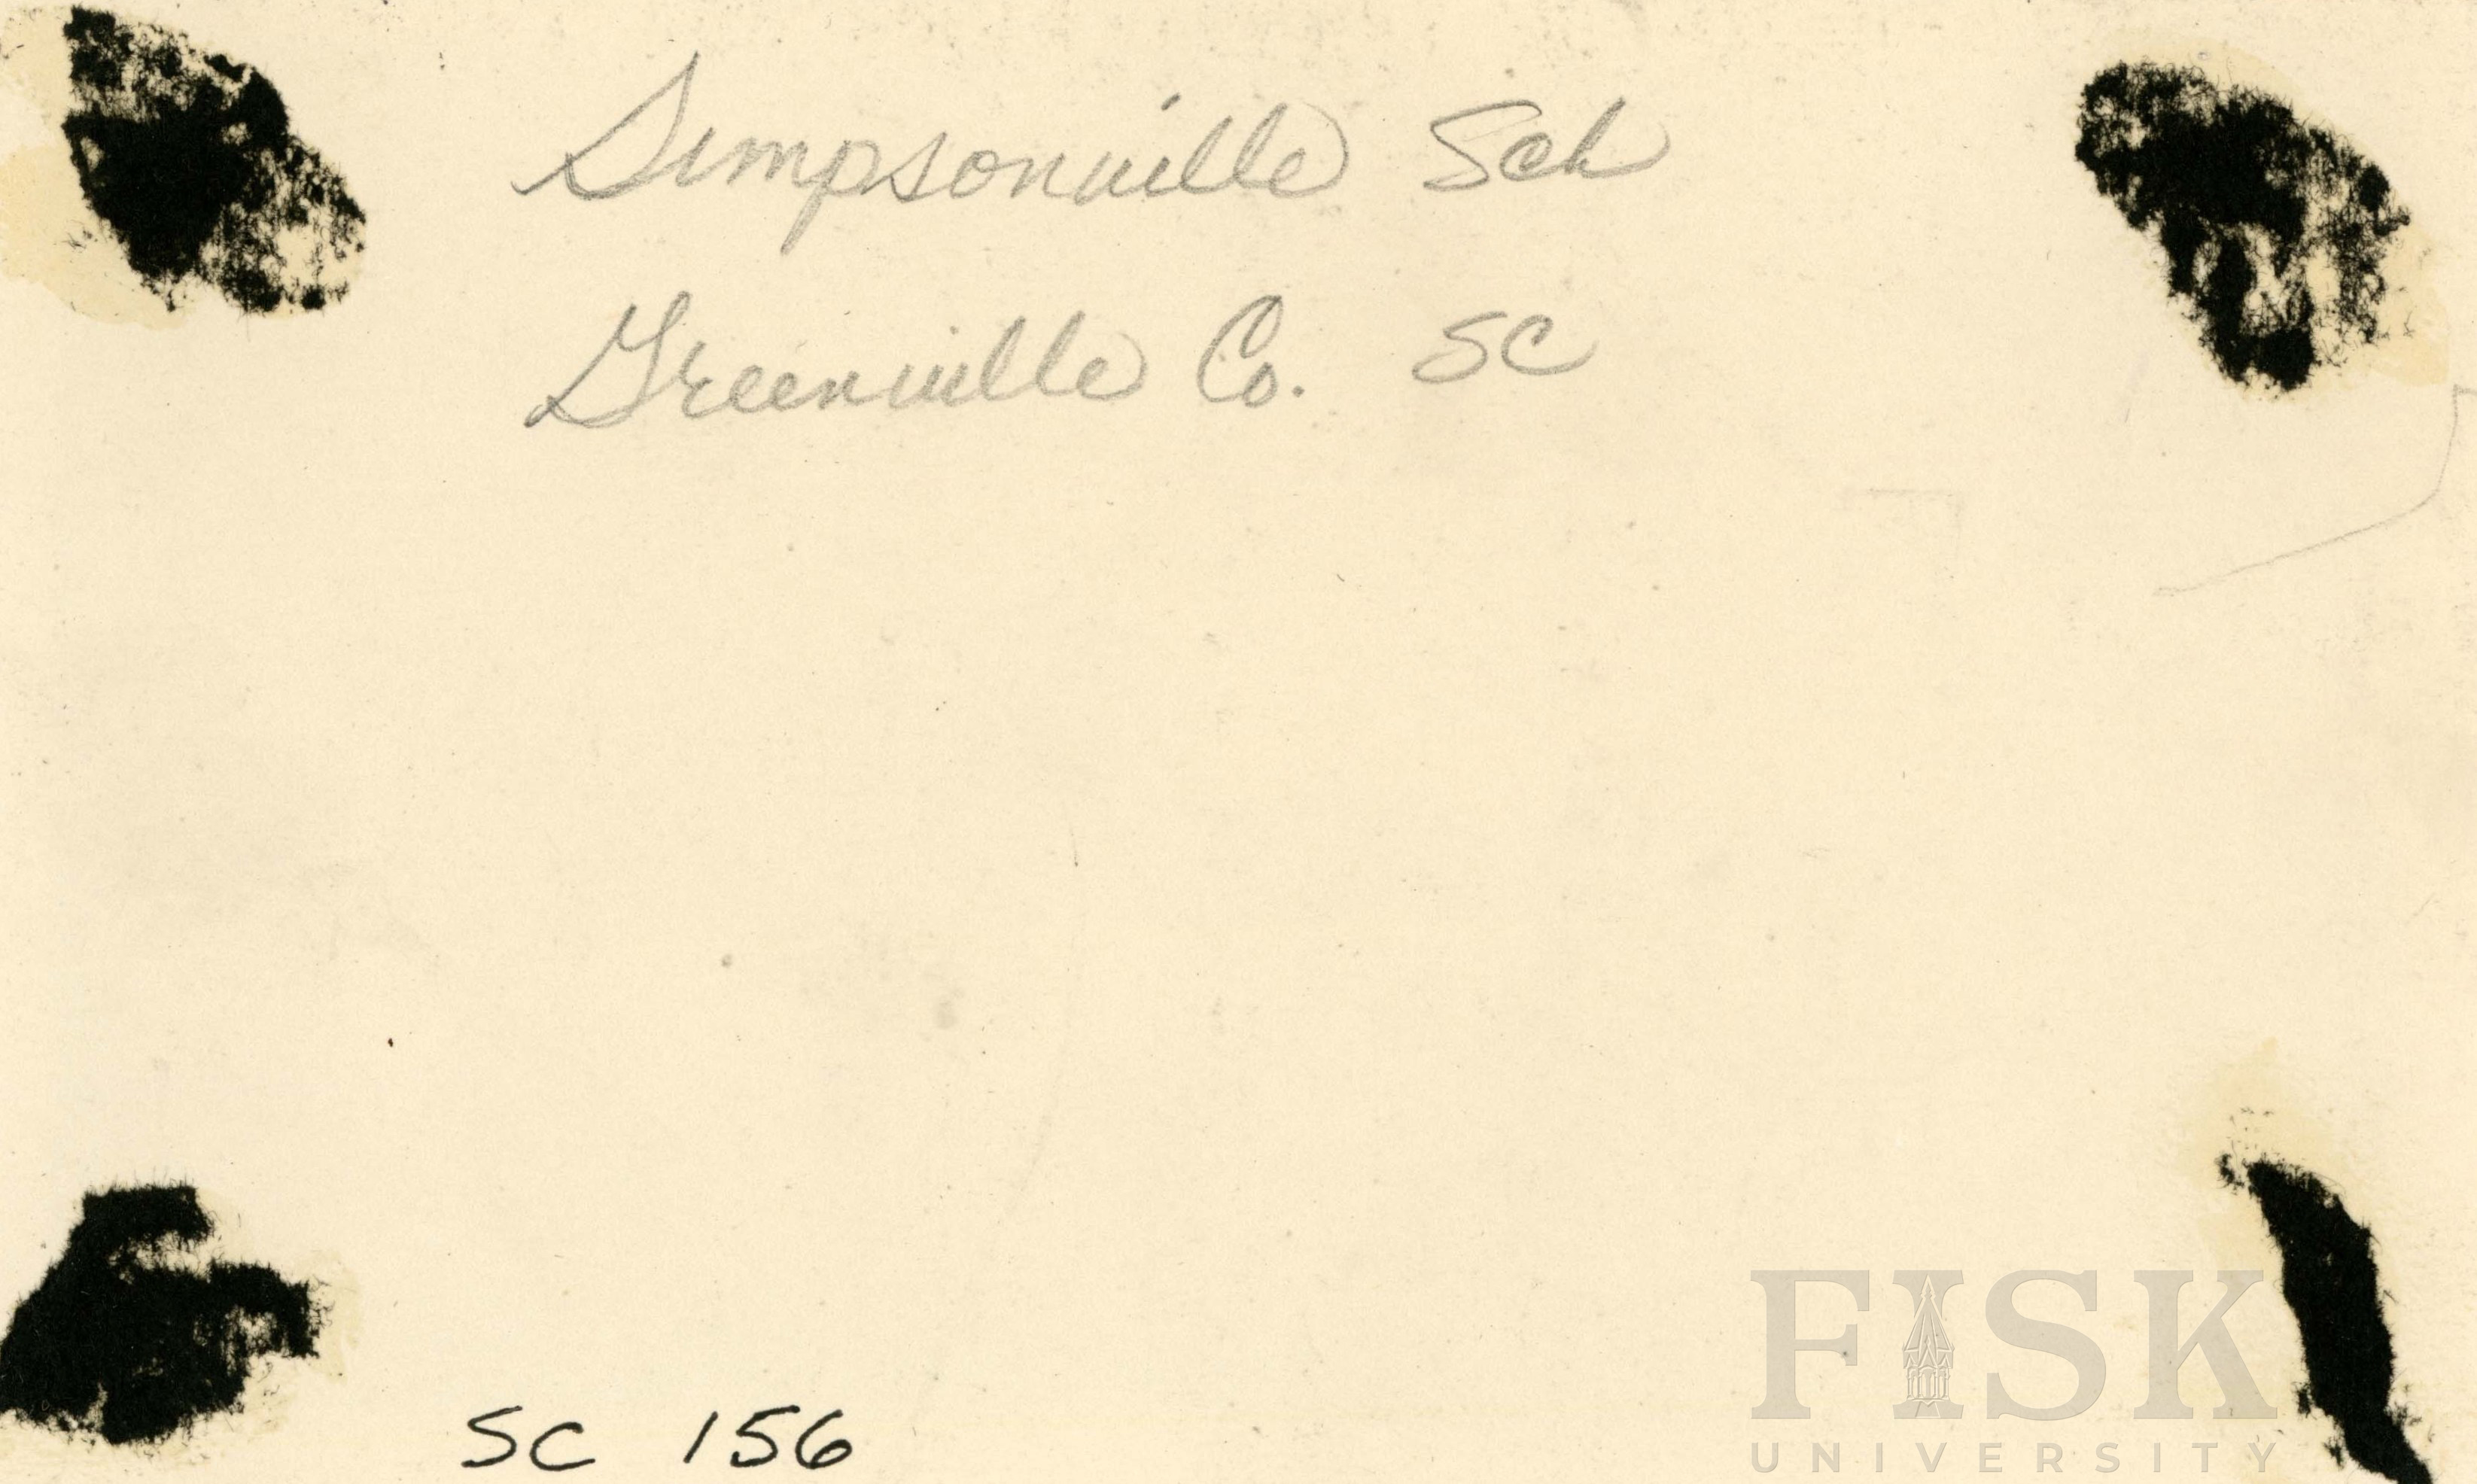 Simpsonville Sch
Greenville Co. SC
SC 156
FISK
UNIVERSITY